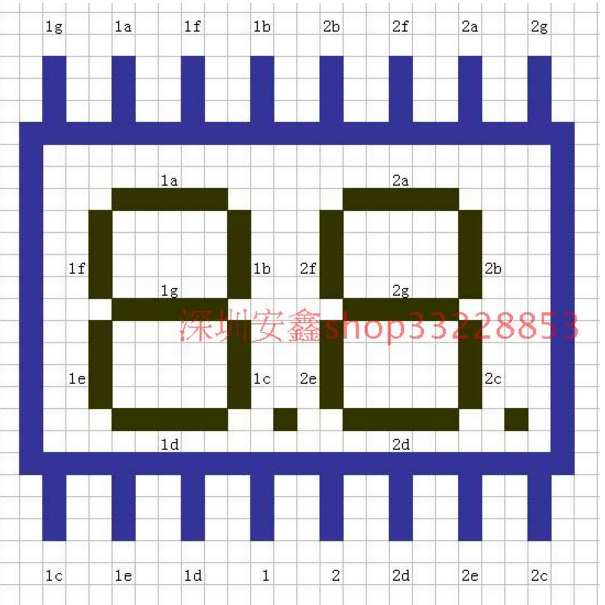 1g 1a 1f 1b 2b 2f 2a 2g
1a 2a
1f 1b 2f 2b
1g 2g
深圳安鑫shop33228853
1e 1c 2e 2c
1d 2d
1c 1e 1d 1 2 2d 2e 2c